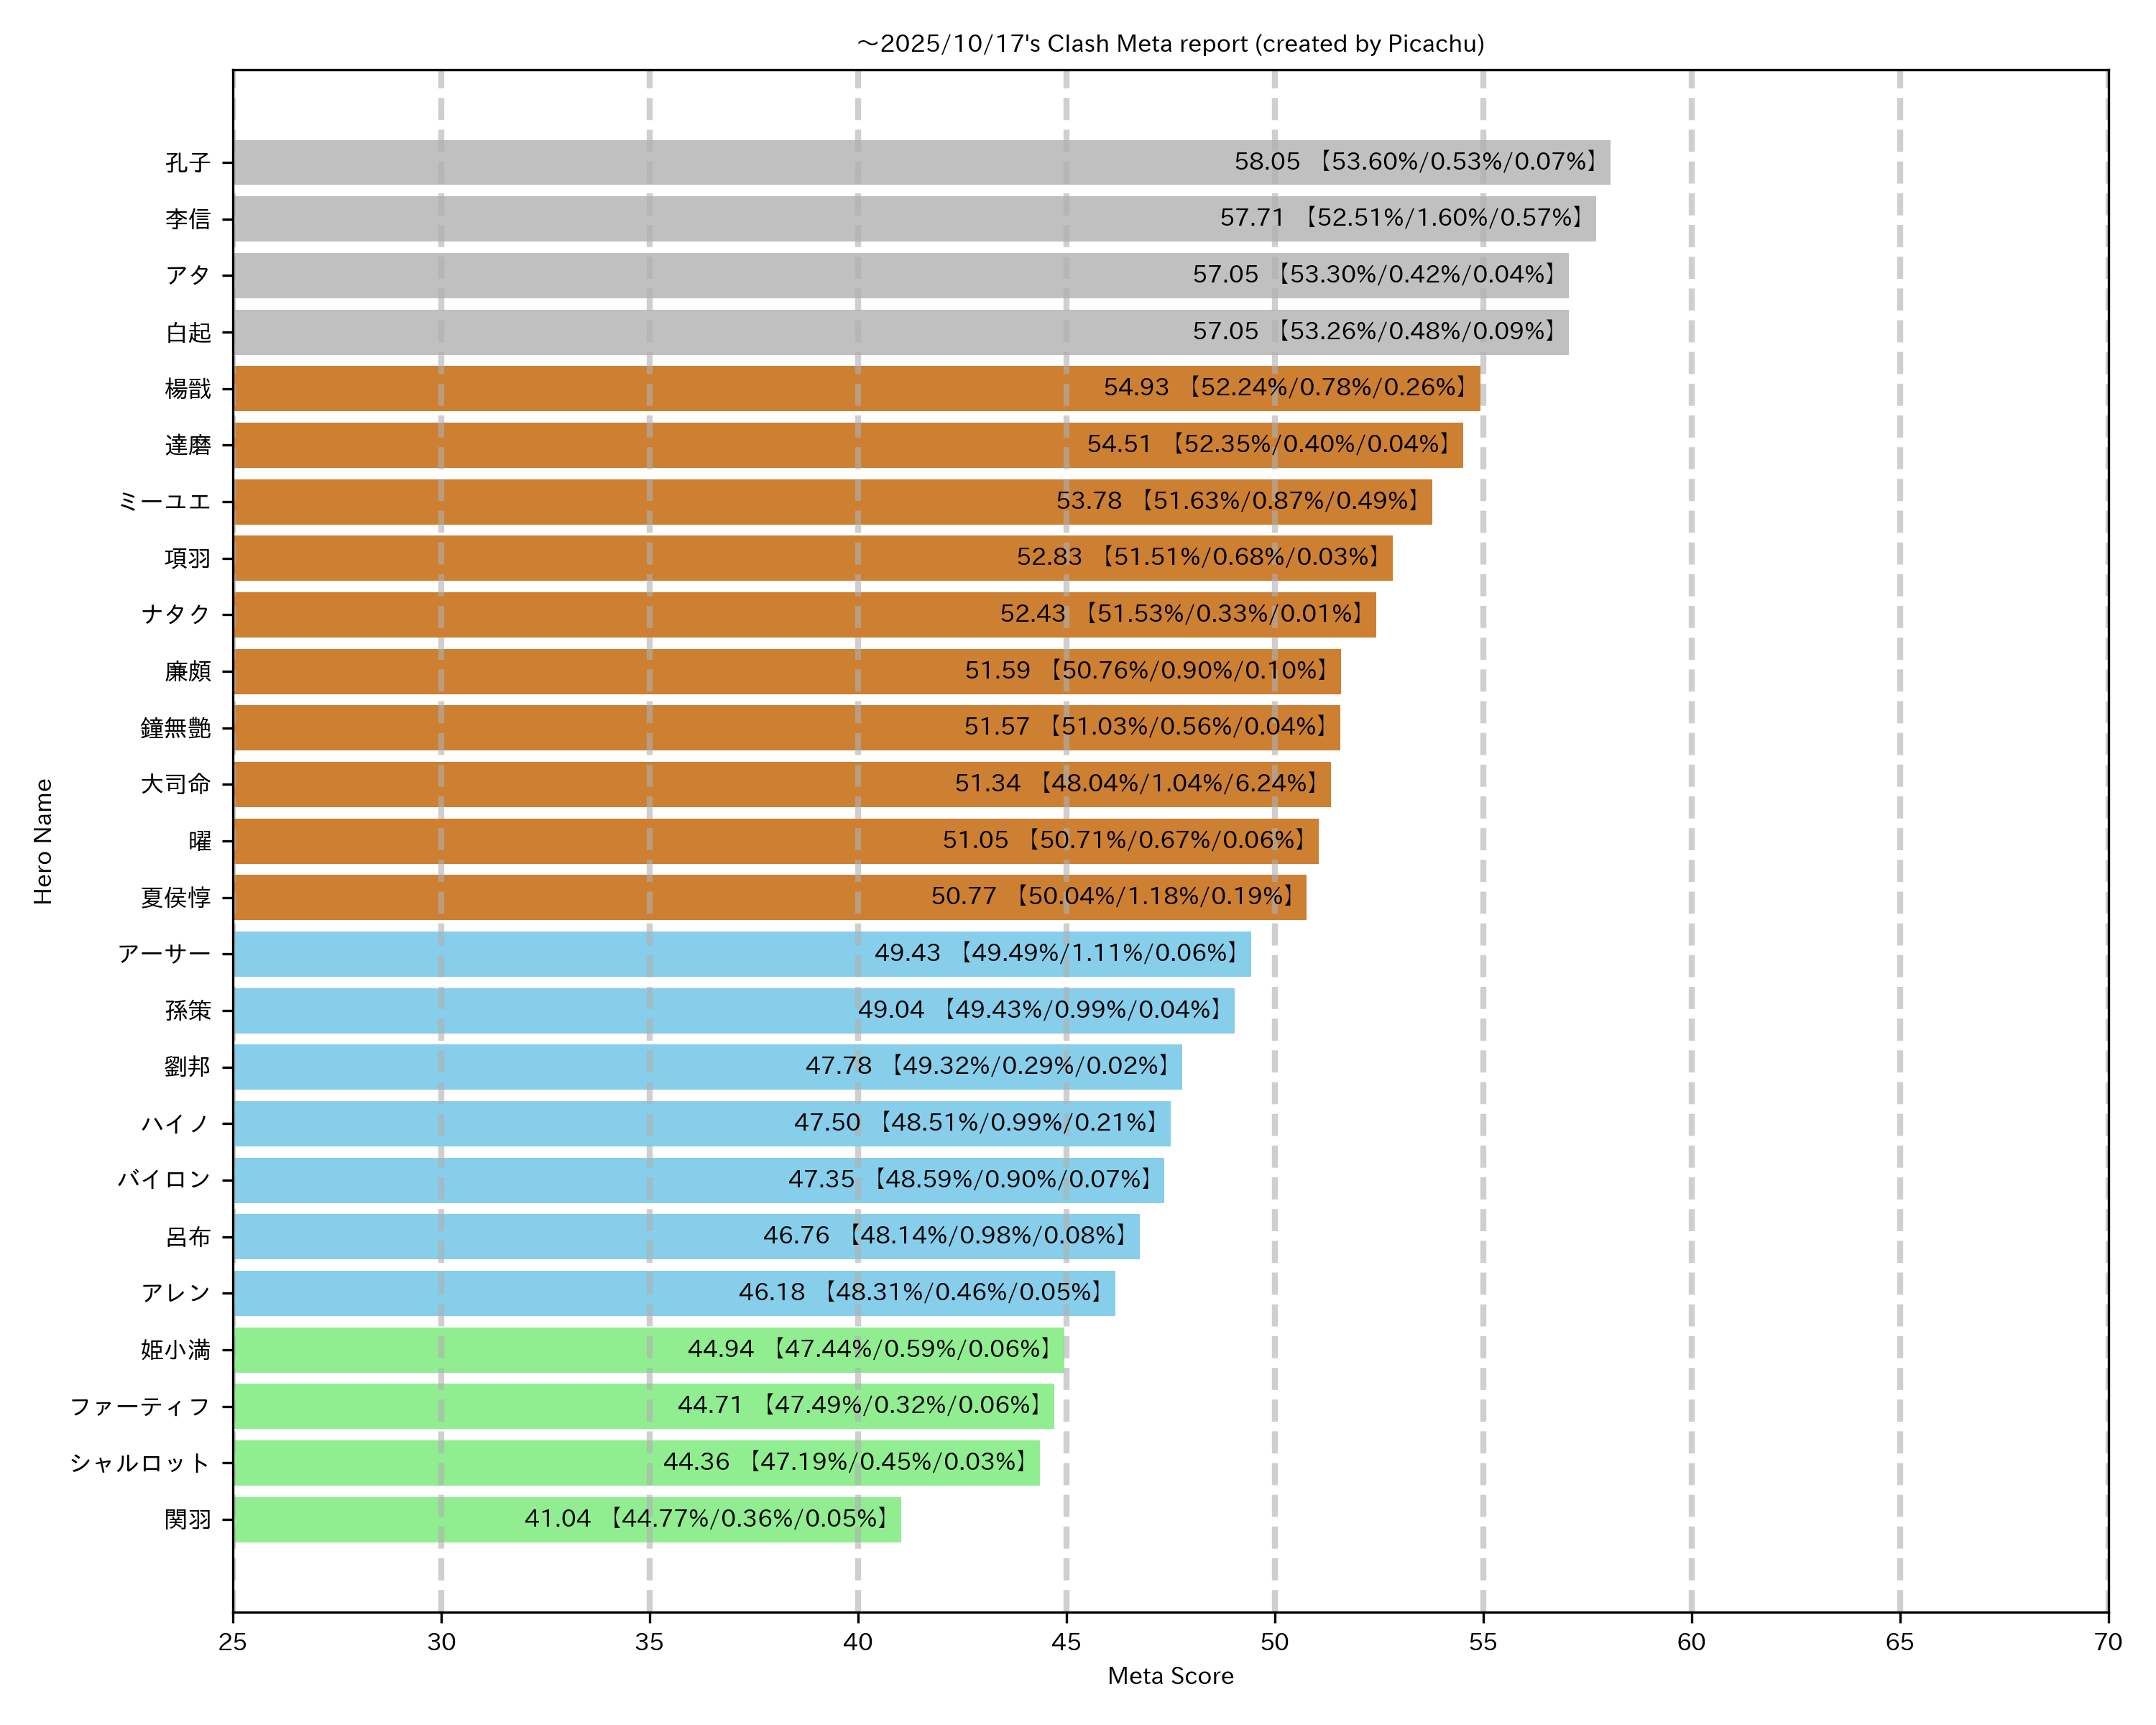 ～2025/10/17's Clash Meta report (created by Picachu)
孔子 58.05 【53.60%/0.53%/0.07%】
李信 57.71 【52.51%/1.60%/0.57%】
アタ 57.05 【53.30%/0.42%/0.04%】
白起 57.05 【53.26%/0.48%/0.09%】
楊戩 54.93 【52.24%/0.78%/0.26%】
達磨 54.51 【52.35%/0.40%/0.04%】
ミーユエ 53.78 【51.63%/0.87%/0.49%】
項羽 52.83 【51.51%/0.68%/0.03%】
ナタク 52.43 【51.53%/0.33%/0.01%】
廉頗 51.59 【50.76%/0.90%/0.10%】
鐘無艶 51.57 【51.03%/0.56%/0.04%】
大司命 51.34 【48.04%/1.04%/6.24%】
曜 51.05 【50.71%/0.67%/0.06%】
夏侯惇 50.77 【50.04%/1.18%/0.19%】
アーサー 49.43 【49.49%/1.11%/0.06%】
孫策 49.04 【49.43%/0.99%/0.04%】
劉邦 47.78 【49.32%/0.29%/0.02%】
ハイノ 47.50 【48.51%/0.99%/0.21%】
バイロン 47.35 【48.59%/0.90%/0.07%】
呂布 46.76 【48.14%/0.98%/0.08%】
アレン 46.18 【48.31%/0.46%/0.05%】
姫小満 44.94 【47.44%/0.59%/0.06%】
ファーティフ 44.71 【47.49%/0.32%/0.06%】
シャルロット 44.36 【47.19%/0.45%/0.03%】
関羽 41.04 【44.77%/0.36%/0.05%】
Hero Name
25 30 35 40 45 50 55 60 65 70
Meta Score